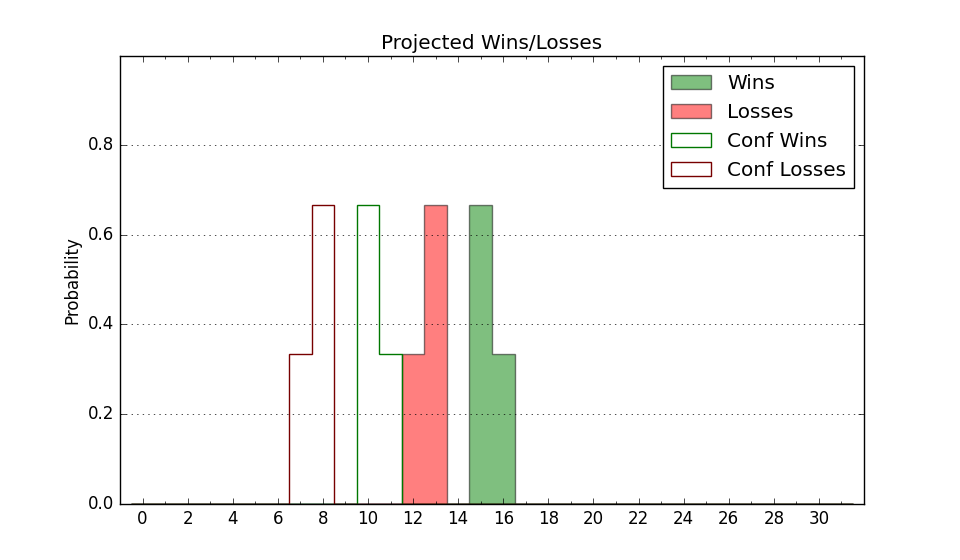 Projected Wins/Losses
Wins
Losses
Conf Wins
Conf Losses
Probability
0.8
0.6
0.4
0.2
0.0
0 2 4 6 8 10 12 14 16 18 20 22 24 26 28 30